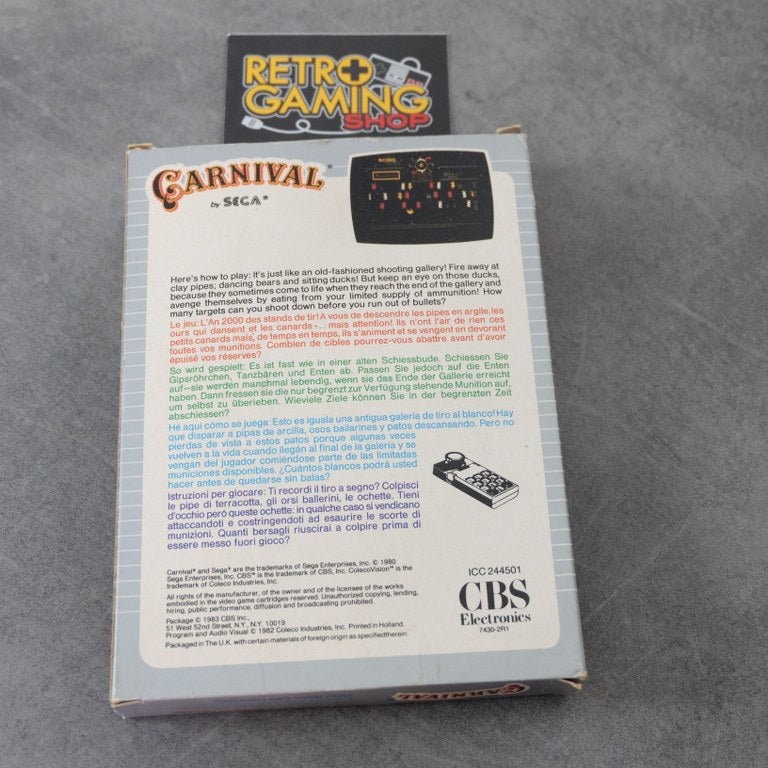 RETRO
GAMING
SHOP
CARNIVAL®
by SEGA®
Here's how to play: It's just like an old-fashioned shooting gallery! Fire away at
clay pipes; dancing bears and sitting ducks! But keep an eye on those ducks,
because they sometimes come to life when they reach the end of the gallery and
avenge themselves by eating from your limited supply of ammunition! How
many targets can you shoot down before you run out of bullets?
Le jeu: L'An 2000 des stands de tir! A vous de descendre les pipes en argile, les
ours qui dansent et les canards ... mais attention! Ils n'ont l'air de rien ces
petits canards mais, de temps en temps, ils s'animent et se vengent en devorant
toutes vos munitions. Combien de cibles pourrez-vous abattre avant d'avoir
épuisé vos réserves?
So wird gespielt: Es ist fast wie in einer alten Schiessbude. Schiessen Sie
Gipsröhrchen, Tanzbären und Enten ab. Passen Sie jedoch auf die Enten
auf—sie werden manchmal lebendig, wenn sie das Ende der Gallerie erreicht
haben. Dann fressen sie die nur begrenzt zur Verfügung stehende Munition auf,
um selbst zu überleben. Wieviele Ziele können Sie in der begrenzten Zeit
abschiessen?
Hé aquí cómo se juega: Esto es iguala una antigua galería de tiro al blanco! Hay
que disparar a pipas de arcilla, osos bailarines y patos descansando. Pero no
pierdas de vista a estos patos porque algunas veces
vuelven a la vida cuando llegán al final de la galería y se
vengan del jugador comiéndose parte de las limitadas
municiones disponibles. ¿Cuántos blancos podrá usted
hacer antes de quedarse sin balas?
Istruzioni per giocare: Ti ricordi il tiro a segno? Colpisci
le pipe di terracotta, gli orsi ballerini, le ochette. Tieni
d'occhio però queste ochette: in qualche caso si vendicano
attaccandoti e costringendoti ad esaurire le scorte di
munizioni. Quanti bersagli riuscirai a colpire prima di
essere messo fuori gioco?
Carnival® and Sega® are the trademarks of Sega Enterprises, Inc. © 1980
Sega Enterprises, Inc. CBS™ is the trademark of CBS, Inc. ColecoVision™ is the
trademark of Coleco Industries, Inc.
All rights of the manufacturer, of the owner and of the licensee of the works
embodied in the video game cartridges reserved. Unauthorized copying, lending,
hiring, public performance, diffusion and broadcasting prohibited.
Package © 1983 CBS Inc.,
51 West 52nd Street, N.Y., N.Y. 10019
Program and Audio Visual © 1982 Coleco Industries, Inc. Printed in Holland.
Packaged in The U.K. with certain materials of foreign origin as specified therein.
ICC 244501
CBS
Electronics
7430-2R1
CARNIVAL